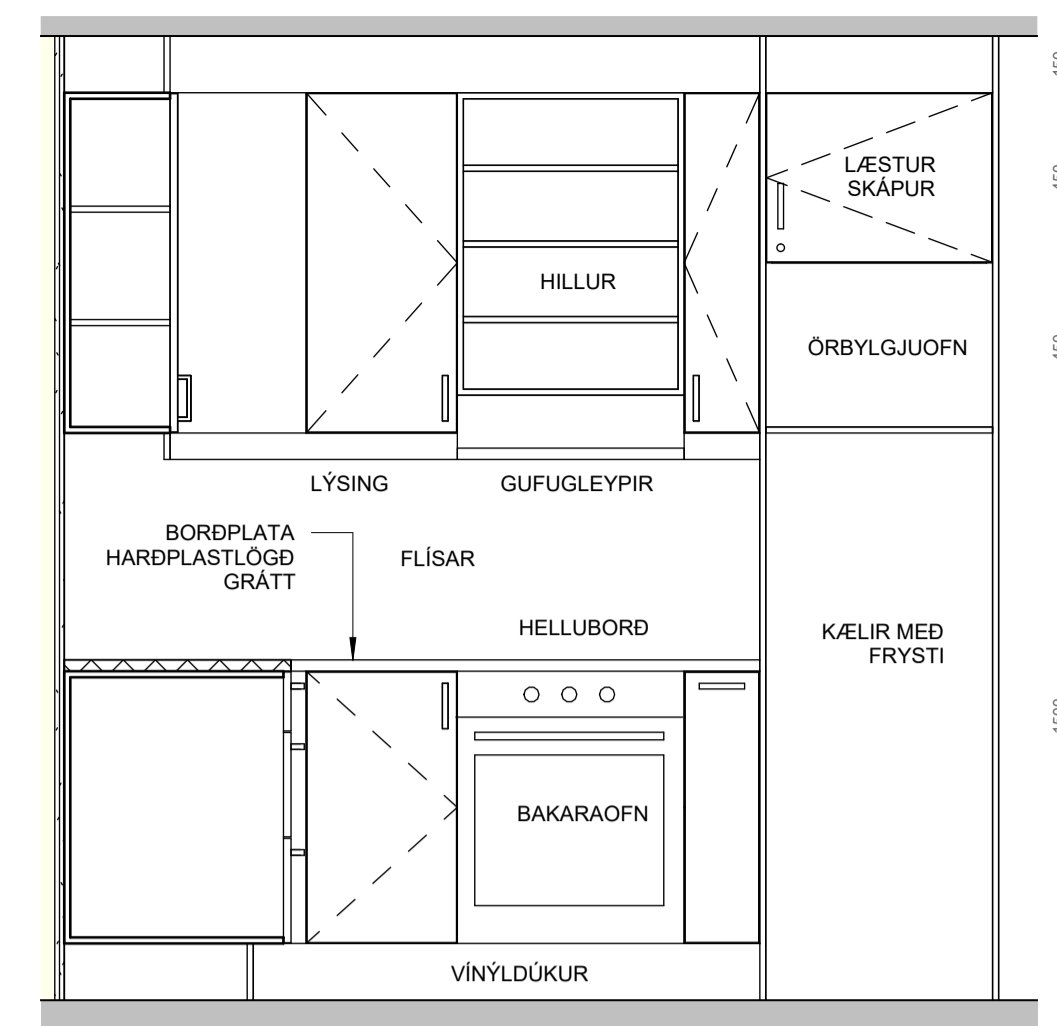 LÆSTUR
SKÁPUR
HILLUR
ÖRBYLGJUOFN
LÝSING
GUFUGLEYPIR
BORÐPLATA
HARÐPLASTLÖGÐ
GRÁTT
FLÍSAR
HELLUBORÐ
KÆLIR MEÐ
FRYSTI
BAKARAOFN
VÍNÝLDÚKUR